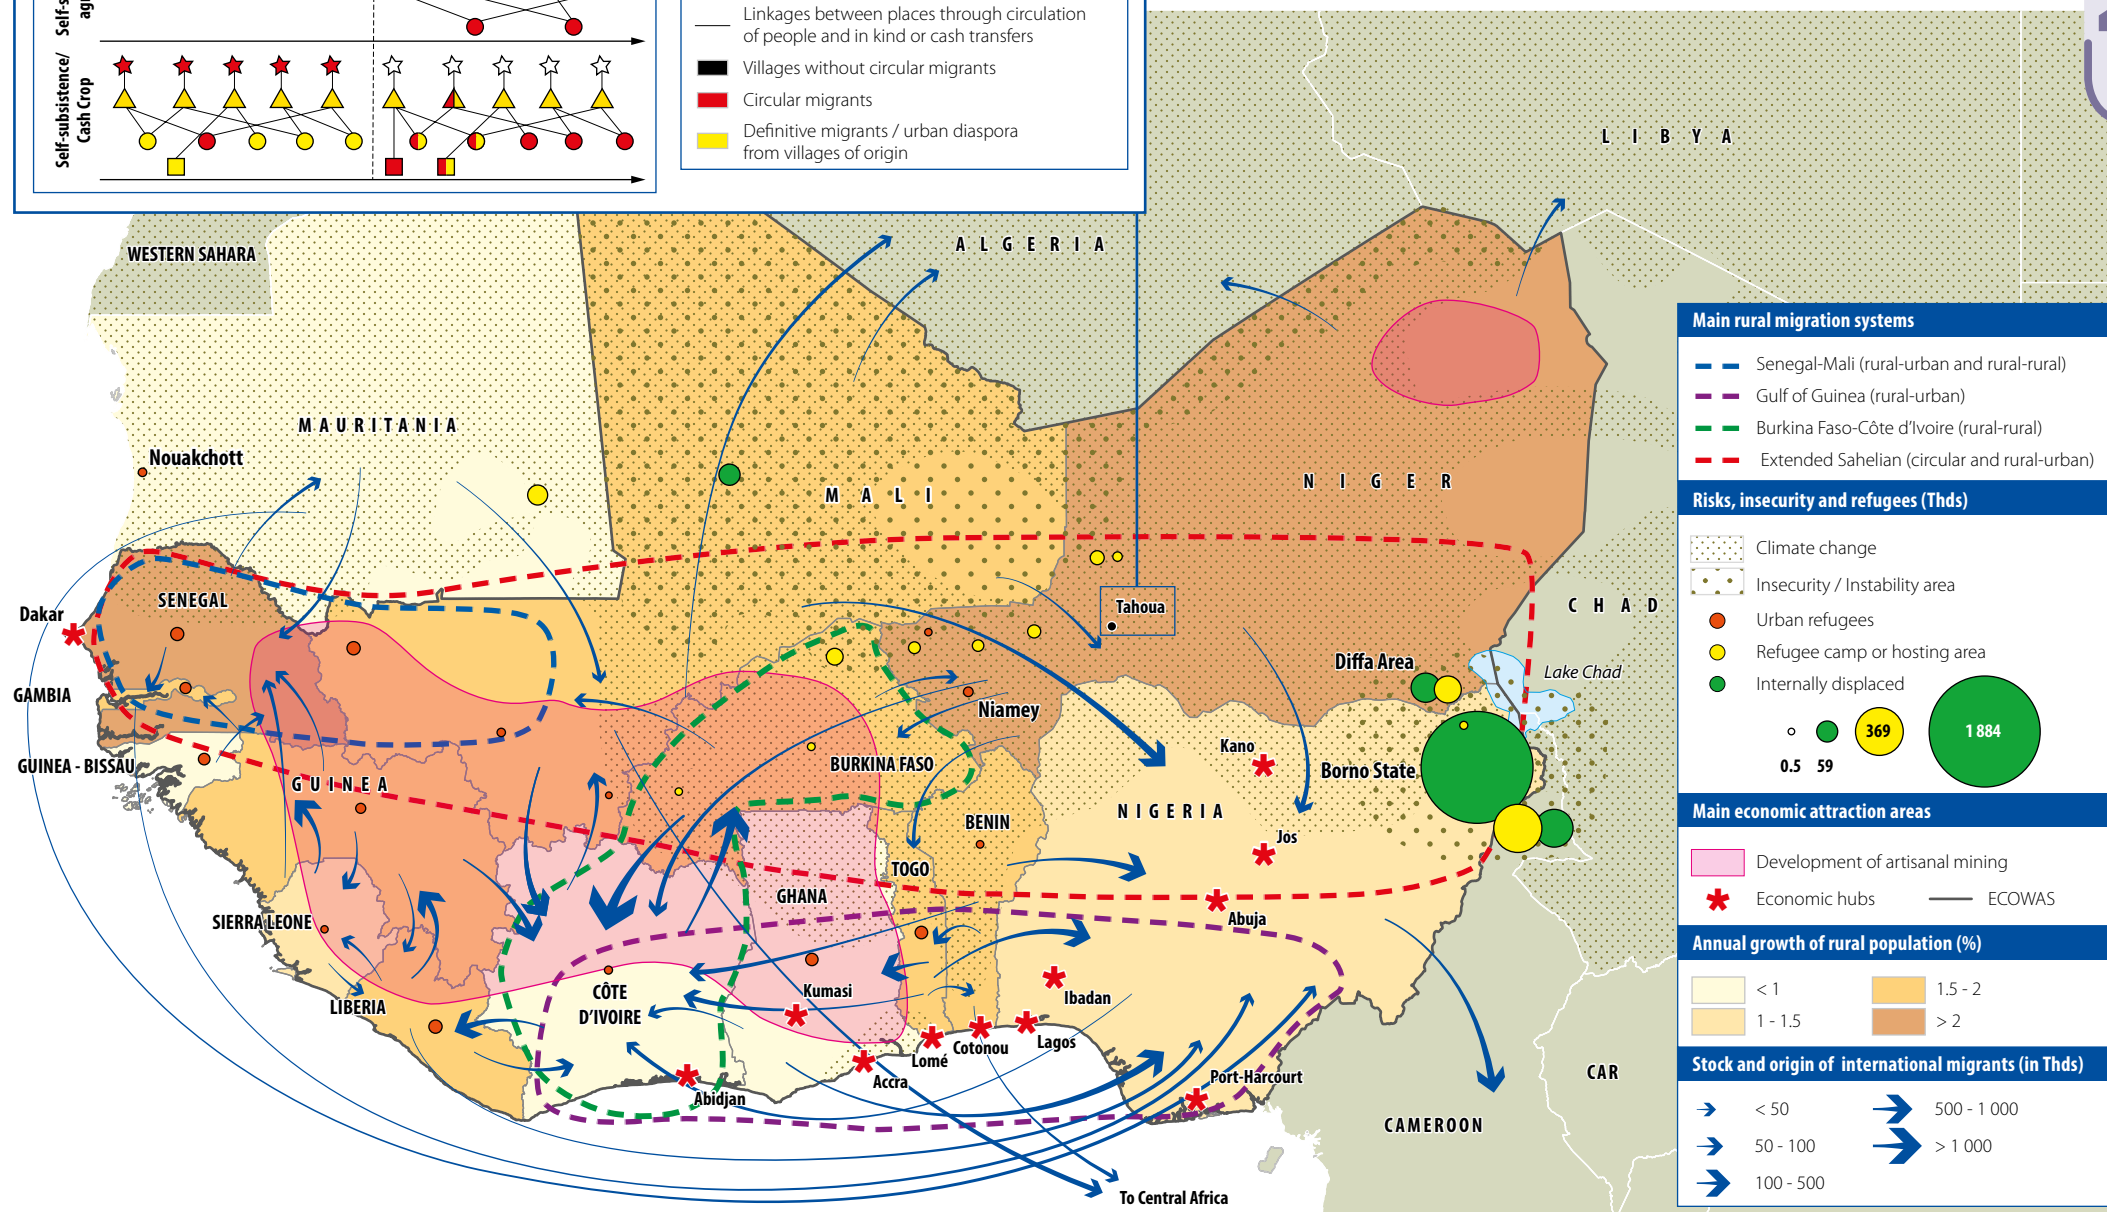 Self-subsistence/
Cash Crop
Linkages between places through circulation
of people and in kind or cash transfers
Villages without circular migrants
Circular migrants
Definitive migrants / urban diaspora
from villages of origin
LIBYA
ALGERIA
WESTERN SAHARA
MAURITANIA
Nouakchott
MALI
NIGER
CHAD
Tahoua
Dakar
SENEGAL
GAMBIA
GUINEA - BISSAU
GUINEA
Diffa Area
Lake Chad
Niamey
BURKINA FASO
Kano
Borno State
NIGERIA
Jos
BENIN
TOGO
GHANA
Abuja
SIERRA LEONE
LIBERIA
CÔTE
D'IVOIRE
Kumasi
Ibadan
Lagos
Cotonou
Lomé
Accra
Abidjan
Port-Harcourt
CAMEROON
CAR
To Central Africa
Main rural migration systems
Senegal-Mali (rural-urban and rural-rural)
Gulf of Guinea (rural-urban)
Burkina Faso-Côte d'Ivoire (rural-rural)
Extended Sahelian (circular and rural-urban)
Risks, insecurity and refugees (Thds)
Climate change
Insecurity / Instability area
Urban refugees
Refugee camp or hosting area
Internally displaced
369
1 884
0.5 59
Main economic attraction areas
Development of artisanal mining
Economic hubs
ECOWAS
Annual growth of rural population (%)
< 1
1.5 - 2
1 - 1.5
> 2
Stock and origin of international migrants (in Thds)
< 50
500 - 1 000
50 - 100
> 1 000
100 - 500